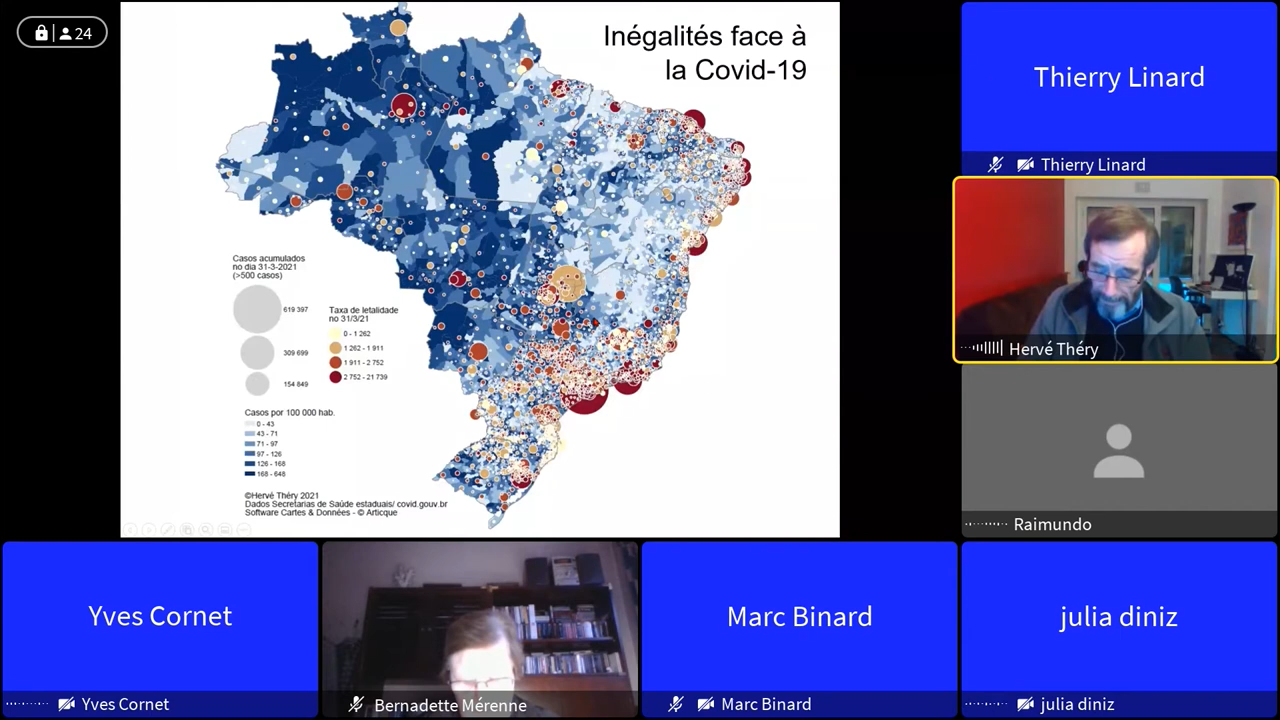 24
Inégalités face à
la Covid-19
Casos acumulados
no dia 31-3-2021
(>500 casos)
619 397
309 699
154 849
Taxa de letalidade
no 31/3/21
0 - 1 262
1 262 - 1 911
1 911 - 2 752
2 752 - 21 739
Casos por 100 000 hab.
0 - 43
43 - 71
71 - 97
97 - 126
126 - 168
168 - 646
©Hervé Théry 2021
Dados Secretarias de Saúde estaduais/ covid.gouv.br
Software Cartes & Données - © Articque
Thierry Linard
Thierry Linard
Hervé Théry
Raimundo
Yves Cornet
Yves Cornet
Bernadette Mérenne
Marc Binard
Marc Binard
julia diniz
julia diniz